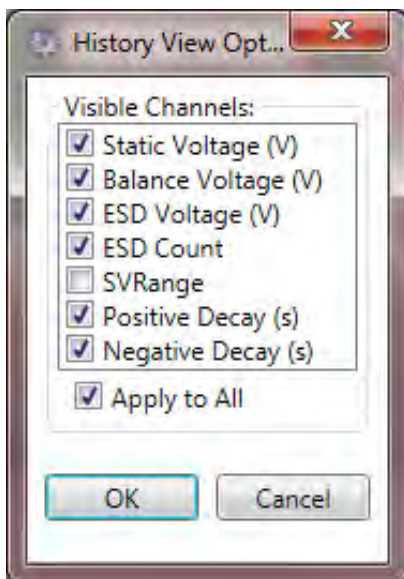 History View Opt...
Visible Channels:
Static Voltage (V)
Balance Voltage (V)
ESD Voltage (V)
ESD Count
SVRange
Positive Decay (s)
Negative Decay (s)
Apply to All
OK
Cancel